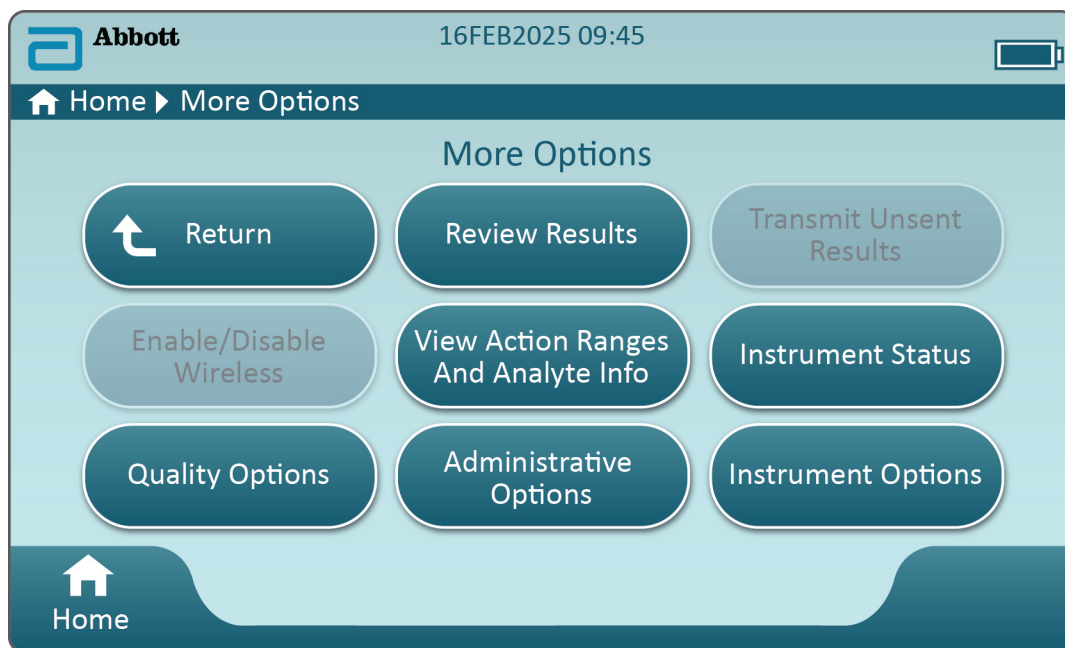 Abbott
16FEB2025 09:45
Home More Options
More Options
Return
Review Results
Transmit Unsent
Results
Enable/Disable
Wireless
View Action Ranges
And Analyte Info
Instrument Status
Quality Options
Administrative
Options
Instrument Options
Home